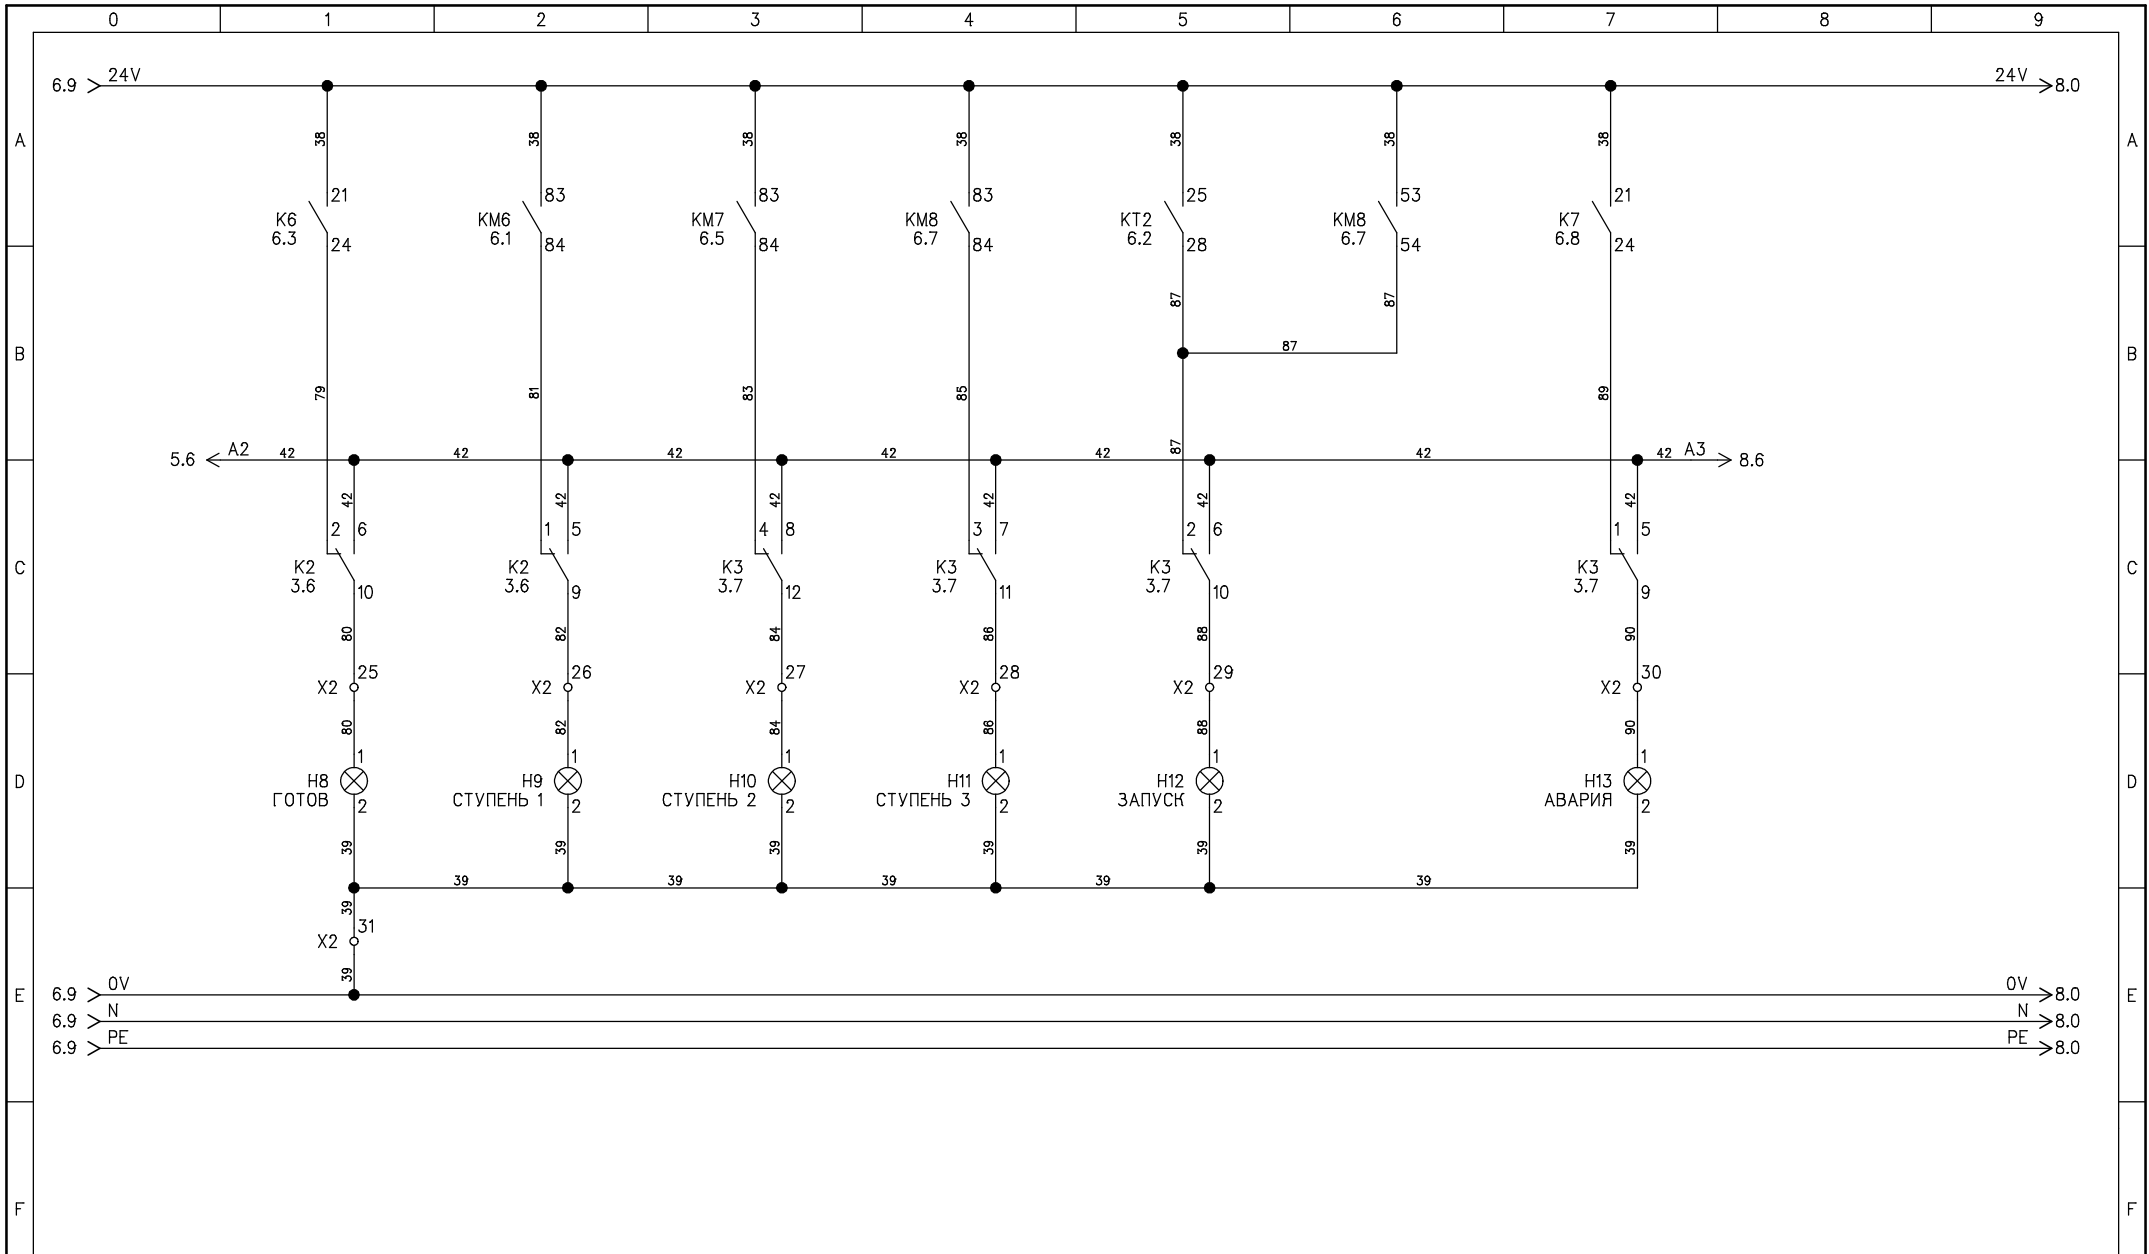 0 1 2 3 4 5 6 7 8 9
6.9 24V 24V 8.0
A 38 38 38 38 38 38 38 A
21 83 83 83 25 53 21
K6 KM6 KM7 KM8 KT2 KM8 K7
6.3 6.1 6.5 6.7 6.2 6.7 6.8
24 84 84 84 28 54 24
87 87
B 87 B
79 81 83 85 89
87
5.6 A2 42 42 42 42 42 42 42 A3 8.6
42 42 42 42 42 42
2 6 1 5 4 8 3 7 2 6 1 5
C K2 K2 K3 K3 K3 K3 C
3.6 3.6 3.7 3.7 3.7 3.7
10 9 12 11 10 9
80 82 84 86 88 90
25 26 27 28 29 30
X2 X2 X2 X2 X2 X2
80 82 84 86 88 90
1 1 1 1 1 1
D H8 H9 H10 H11 H12 H13 D
ГОТОВ СТУПЕНЬ 1 СТУПЕНЬ 2 СТУПЕНЬ 3 ЗАПУСК АВАРИЯ
2 2 2 2 2 2
39 39 39 39 39 39
39 39 39 39 39
39
31
X2
39
E 6.9 0V 0V 8.0 E
6.9 N N 8.0
6.9 PE PE 8.0
F F